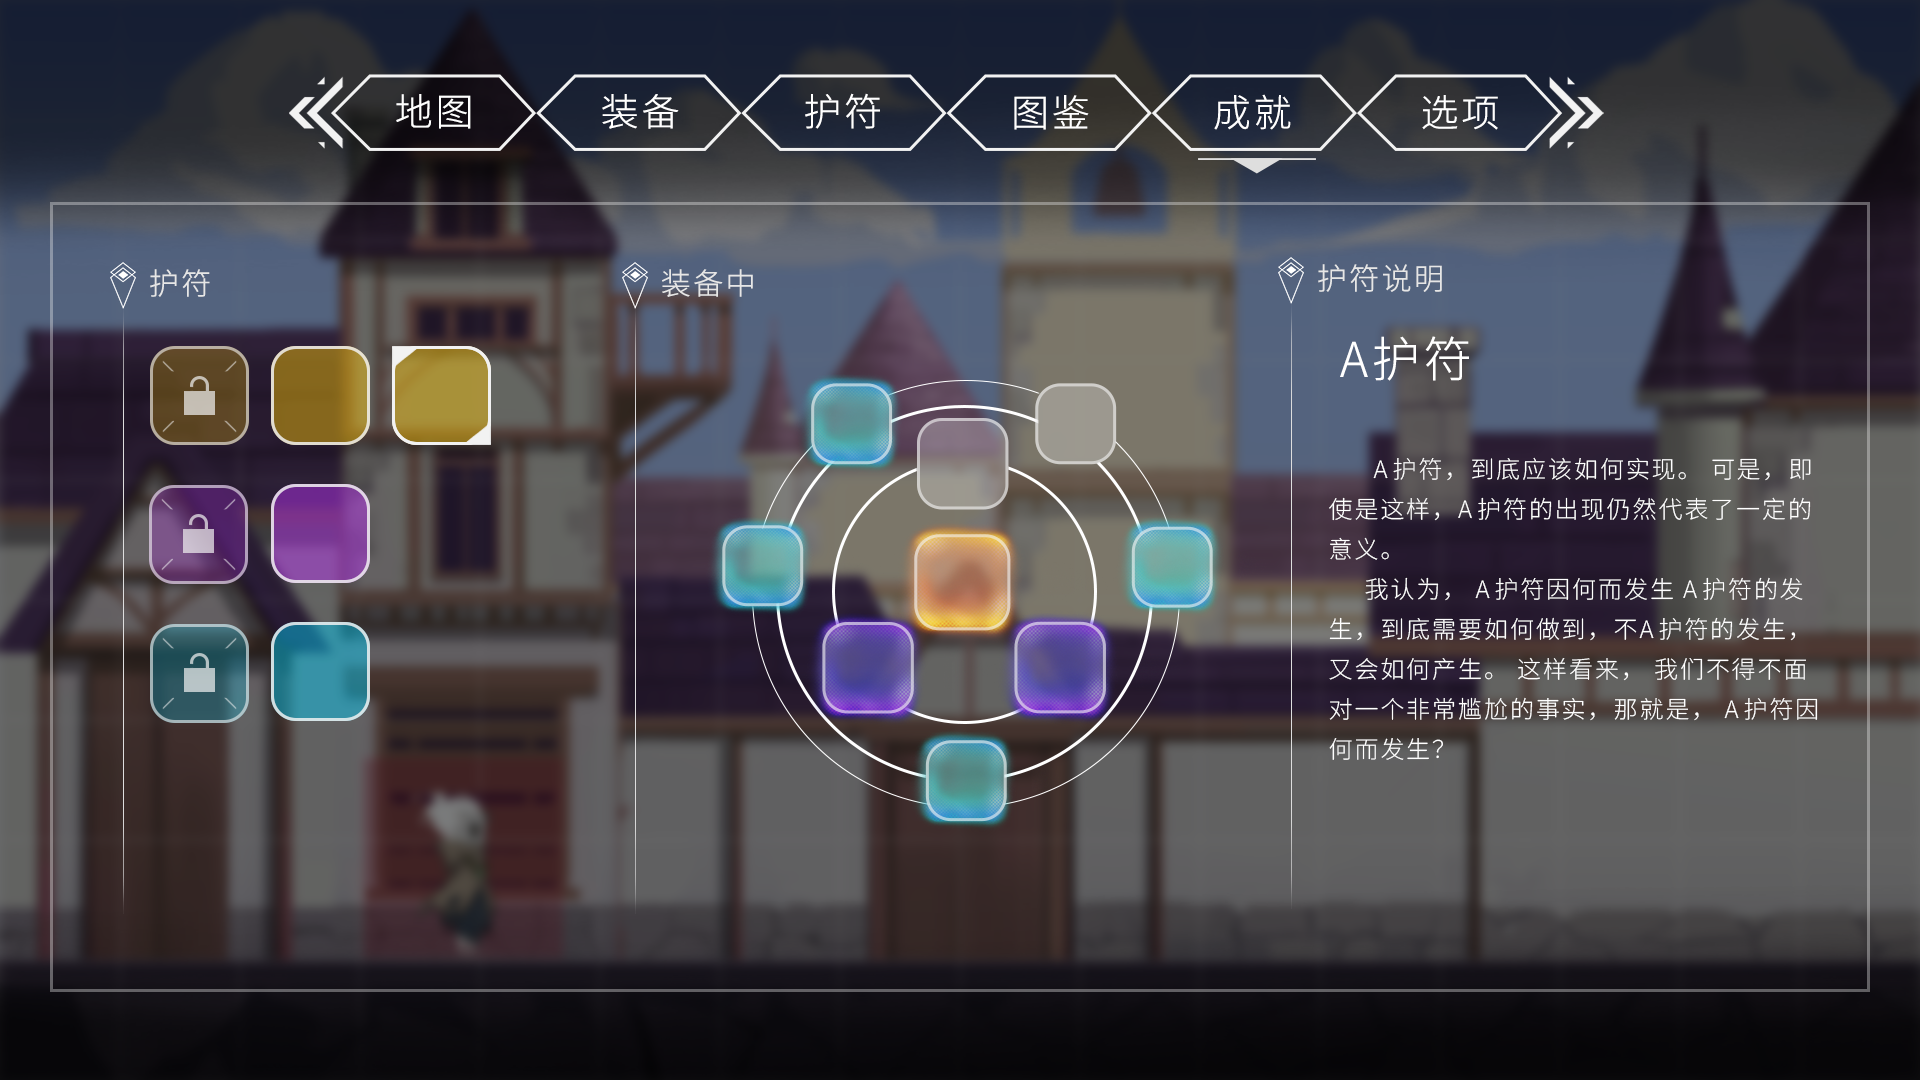 地图 装备 护符 图鉴 成就 选项
护符
装备中
护符说明
A护符
A护符，到底应该如何实现。 可是，即
使是这样，A护符的出现仍然代表了一定的
意义。
我认为， A护符因何而发生 A护符的发
生，到底需要如何做到，不A护符的发生，
又会如何产生。 这样看来， 我们不得不面
对一个非常尴尬的事实，那就是， A护符因
何而发生？